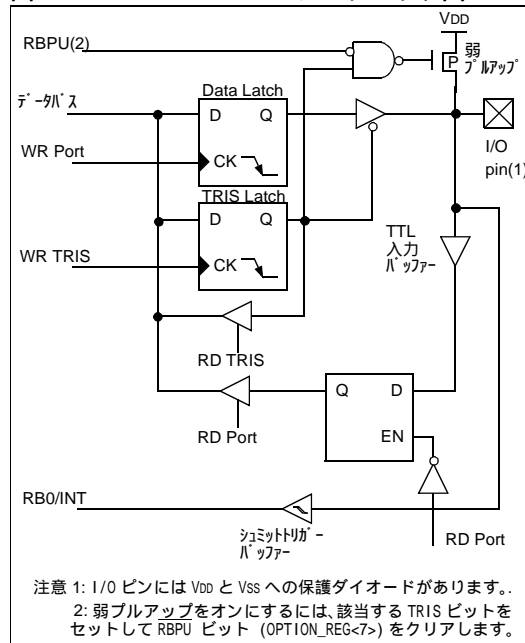 VDD
RBPU(2)
弱
プルアップ
P
データバス
Data Latch
D Q
WR Port
CK
I/O
pin(1)
TRIS Latch
D Q
WR TRIS
CK
TTL
入力
バッファー
RD TRIS
Q D
RD Port
EN
RB0/INT
シュミットトリガー
バッファー
RD Port
注意 1: I/O ピンには VDD と VSS への保護ダイオードがあります。.
2: 弱プルアップをオンにするには、該当する TRIS ビットを
セットして RBPU ビット (OPTION_REG<7>) をクリアします。